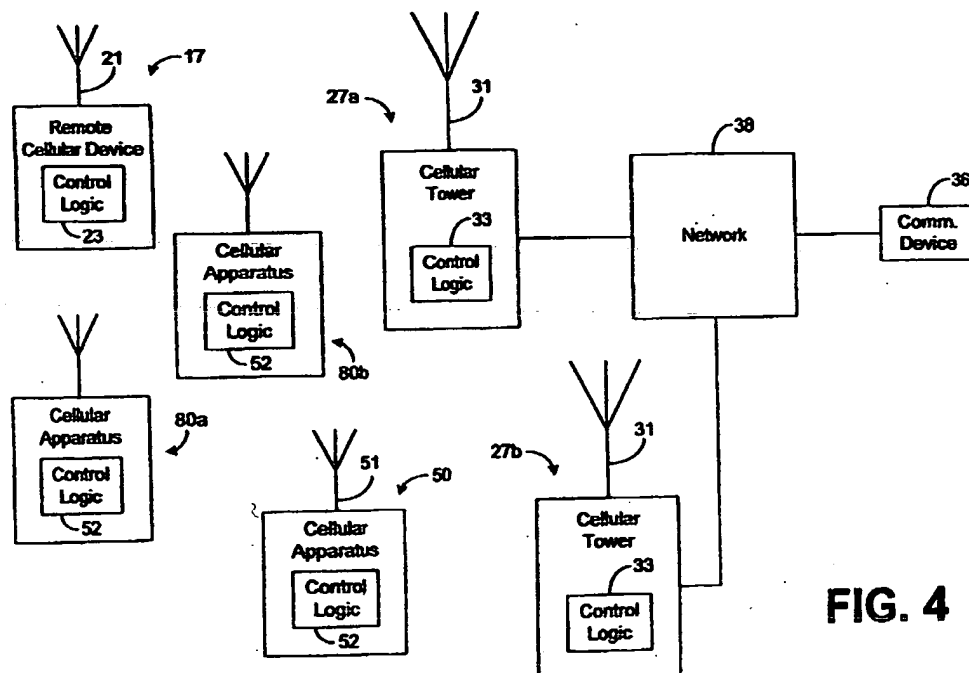 21
17
Remote
Cellular Device
Control
Logic
23
Cellular
Apparatus
Control
Logic
52
80b
Cellular
Apparatus
Control
Logic
52
80a
51
50
Cellular
Apparatus
Control
Logic
52
27a
31
Cellular
Tower
33
Control
Logic
38
Network
36
Comm.
Device
27b
31
Cellular
Tower
33
Control
Logic
FIG. 4